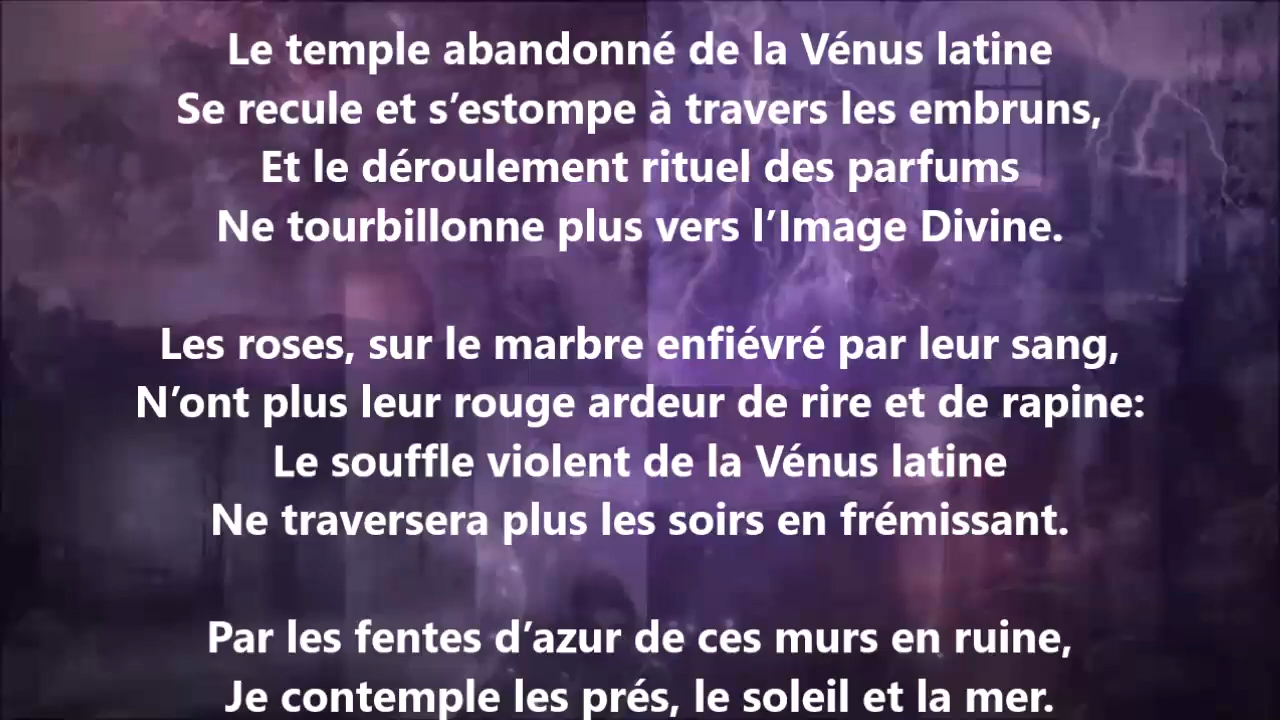 Le temple abandonné de la Vénus latine
Se recule et s’estompe à travers les embruns,
Et le déroulement rituel des parfums
Ne tourbillonne plus vers l’Image Divine.
Les roses, sur le marbre enfiévré par leur sang,
N’ont plus leur rouge ardeur de rire et de rapine:
Le souffle violent de la Vénus latine
Ne traversera plus les soirs en frémissant.
Par les fentes d’azur de ces murs en ruine,
Je contemple les prés, le soleil et la mer.